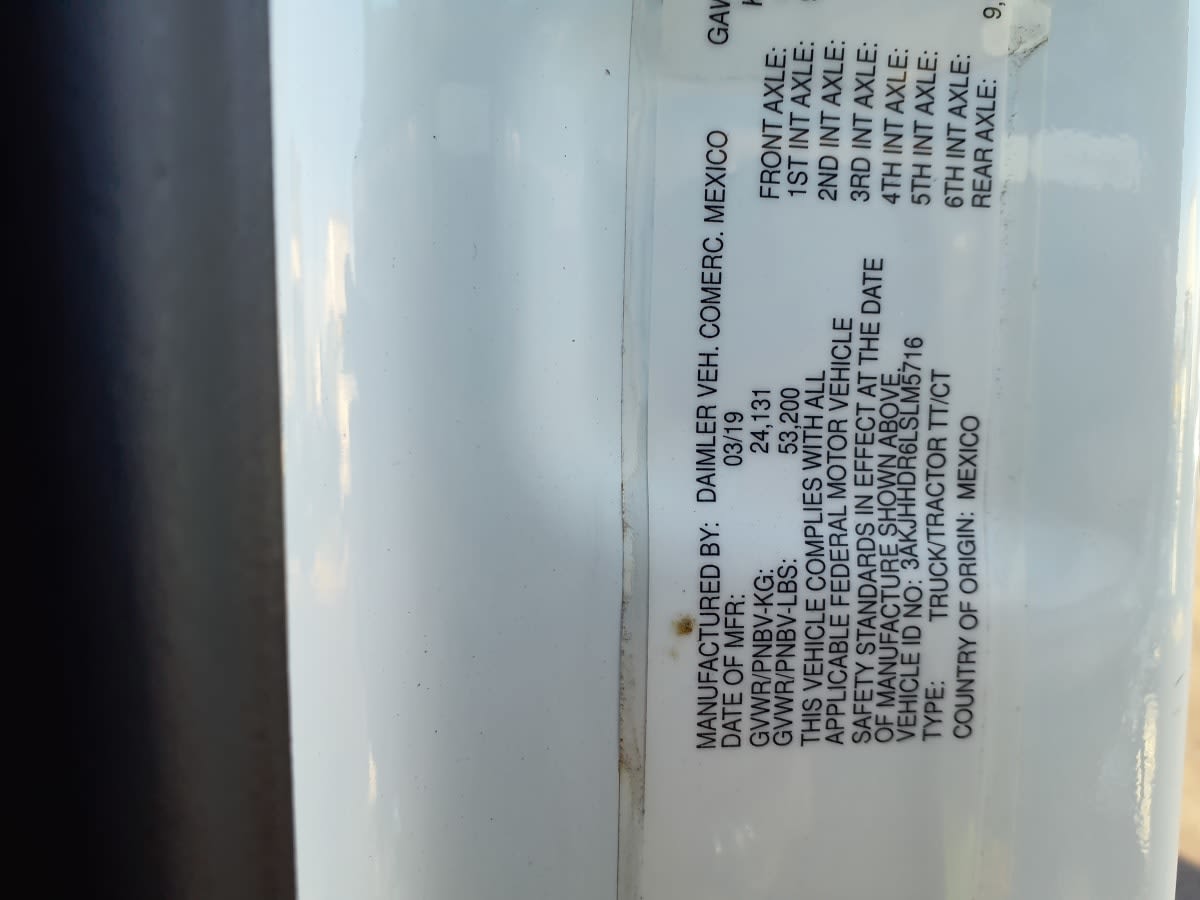 MANUFACTURED BY: DAIMLER VEH. COMERC. MEXICO
DATE OF MFR: 03/19
GVWR/PNBV-KG: 24,131
GVWR/PNBV-LBS: 53,200
THIS VEHICLE COMPLIES WITH ALL
APPLICABLE FEDERAL MOTOR VEHICLE
SAFETY STANDARDS IN EFFECT AT THE DATE
OF MANUFACTURE SHOWN ABOVE.
VEHICLE ID NO: 3AKJHHDR6LSLM5716
TYPE: TRUCK/TRACTOR TT/CT
COUNTRY OF ORIGIN: MEXICO
FRONT AXLE:
1ST INT AXLE:
2ND INT AXLE:
3RD INT AXLE:
4TH INT AXLE:
5TH INT AXLE:
6TH INT AXLE:
REAR AXLE: